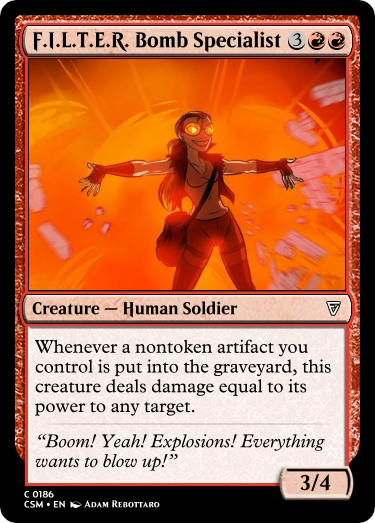 F.I.L.T.E.R. Bomb Specialist 3
Creature — Human Soldier
Whenever a nontoken artifact you
control is put into the graveyard, this
creature deals damage equal to its
power to any target.
“Boom! Yeah! Explosions! Everything
wants to blow up!”
3/4
C 0186
CSM • EN Adam Rebottaro